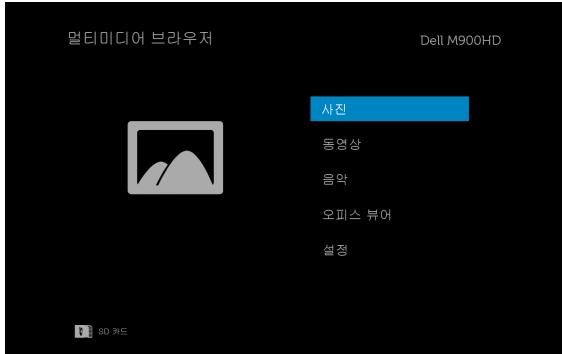 멀티미디어 브라우저
Dell M900HD
사진
동영상
음악
오피스 뷰어
설정
SD 카드